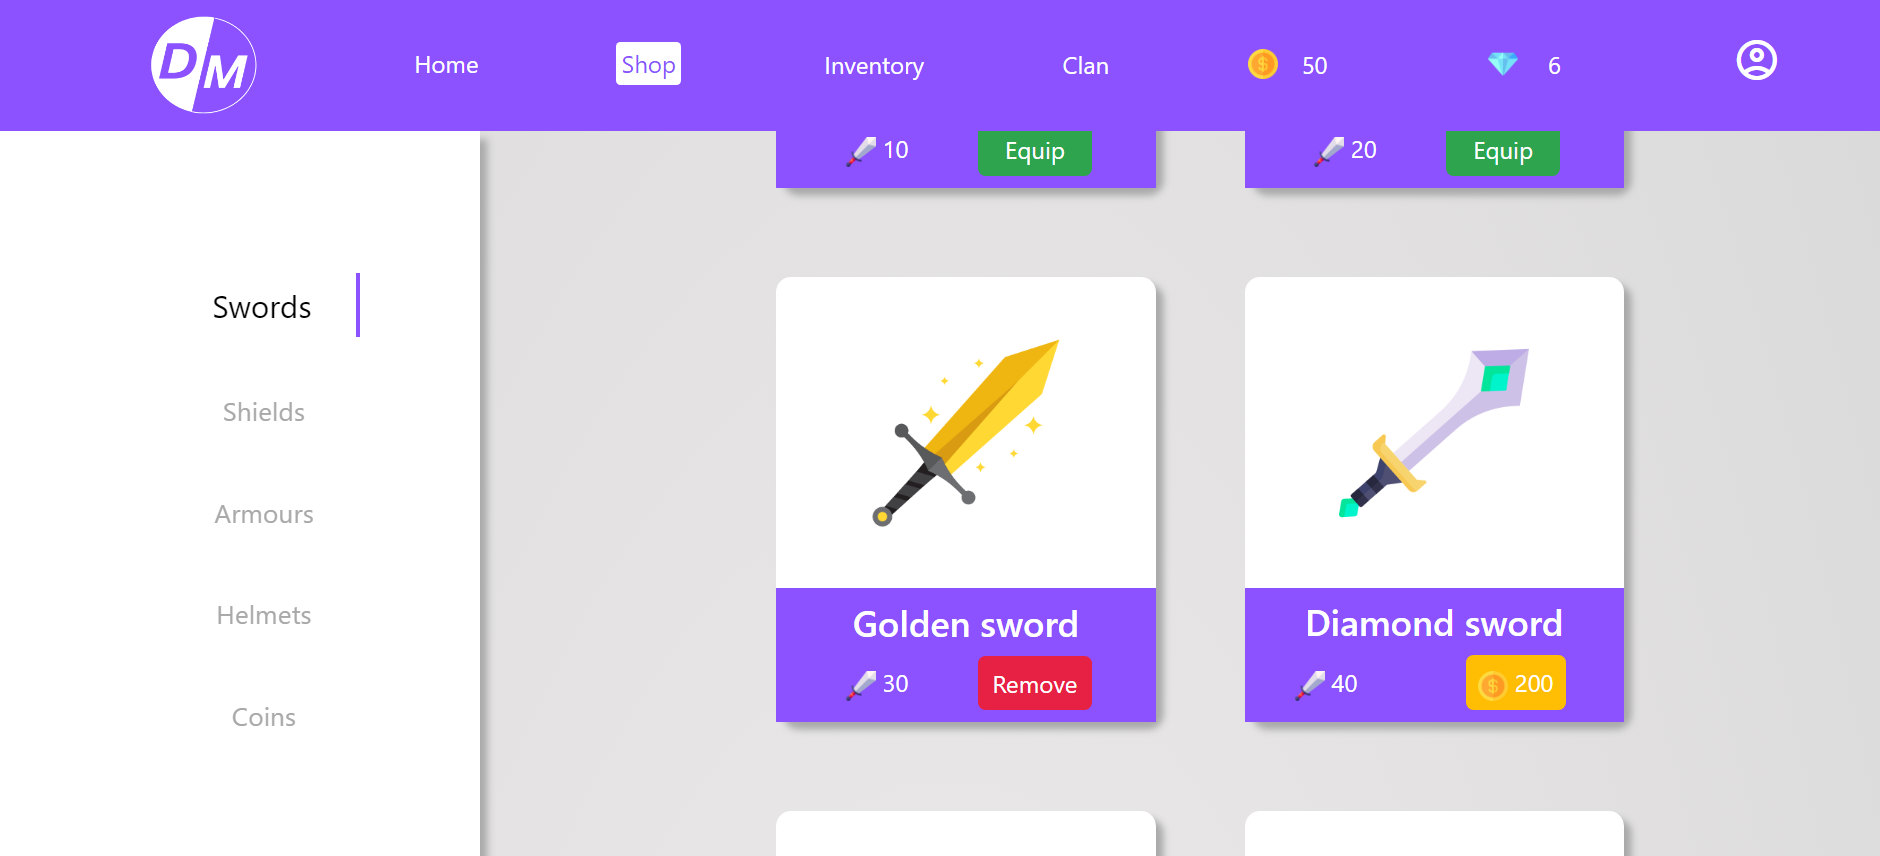 DM
Home
Shop
Inventory
Clan
50
6
Swords
Shields
Armours
Helmets
Coins
10
Equip
20
Equip
Golden sword
30
Remove
Diamond sword
40
200